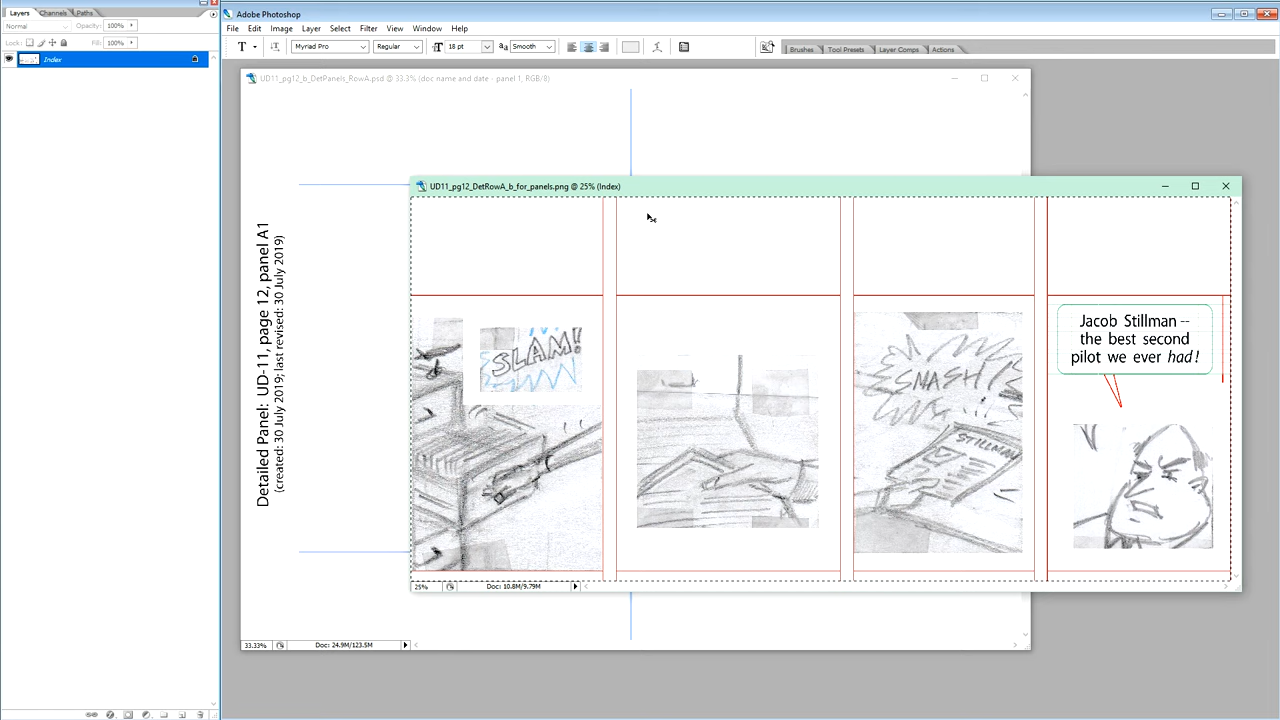 Layers Channels Paths
Normal Opacity: 100%
Lock: Fill: 100%
Index
Adobe Photoshop
File Edit Image Layer Select Filter View Window Help
T Myriad Pro Regular 18 pt Smooth Brushes Tool Presets Layer Comps Actions
UD11_pg12_b_DetPanels_RowA.psd @ 33.3% (doc name and date - panel 1, RGB/8)
Detailed Panel: UD-11, page 12, panel A1
(created: 30 July 2019; last revised: 30 July 2019)
UD11_pg12_DetRowA_b_for_panels.png @ 25% (Index)
SLAM!
SNASH!
STILLMAN
Jacob Stillman --
the best second
pilot we ever had!
25% Doc: 10.8M/9.79M
33.33% Doc: 24.9M/123.5M